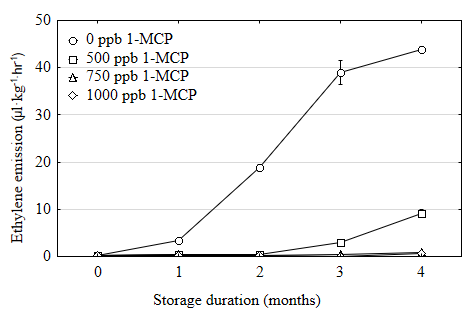 50
40
30
20
10
0
Ethylene emission (µl·kg⁻¹·hr⁻¹)
0 ppb 1-MCP
500 ppb 1-MCP
750 ppb 1-MCP
1000 ppb 1-MCP
0 1 2 3 4
Storage duration (months)